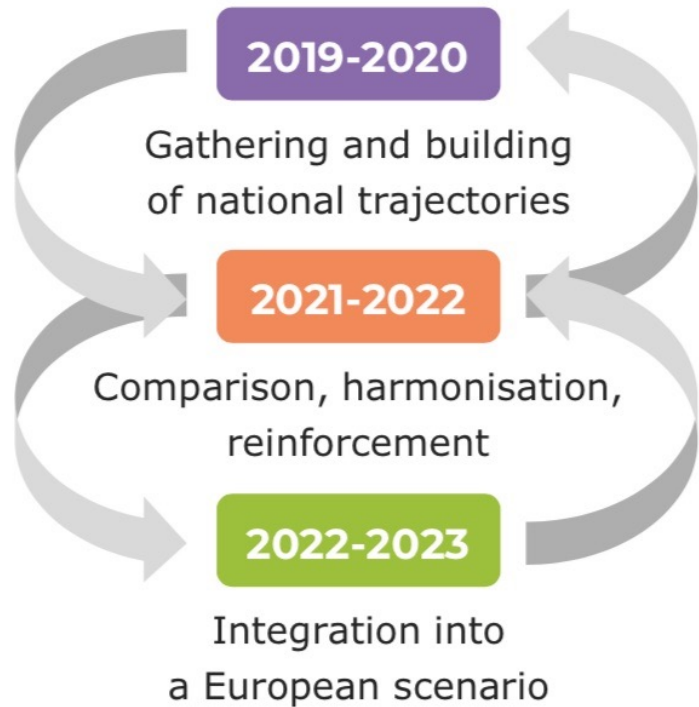 2019-2020
Gathering and building
of national trajectories
2021-2022
Comparison, harmonisation,
reinforcement
2022-2023
Integration into
a European scenario